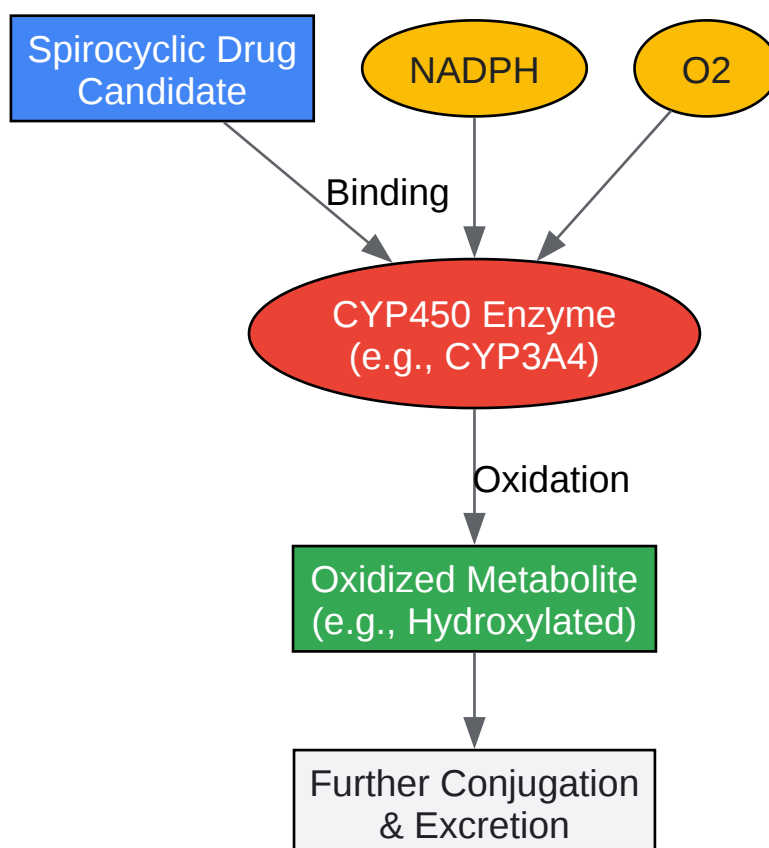 Spirocyclic Drug
Candidate
NADPH
O2
Binding
CYP450 Enzyme
(e.g., CYP3A4)
Oxidation
Oxidized Metabolite
(e.g., Hydroxylated)
Further Conjugation
& Excretion